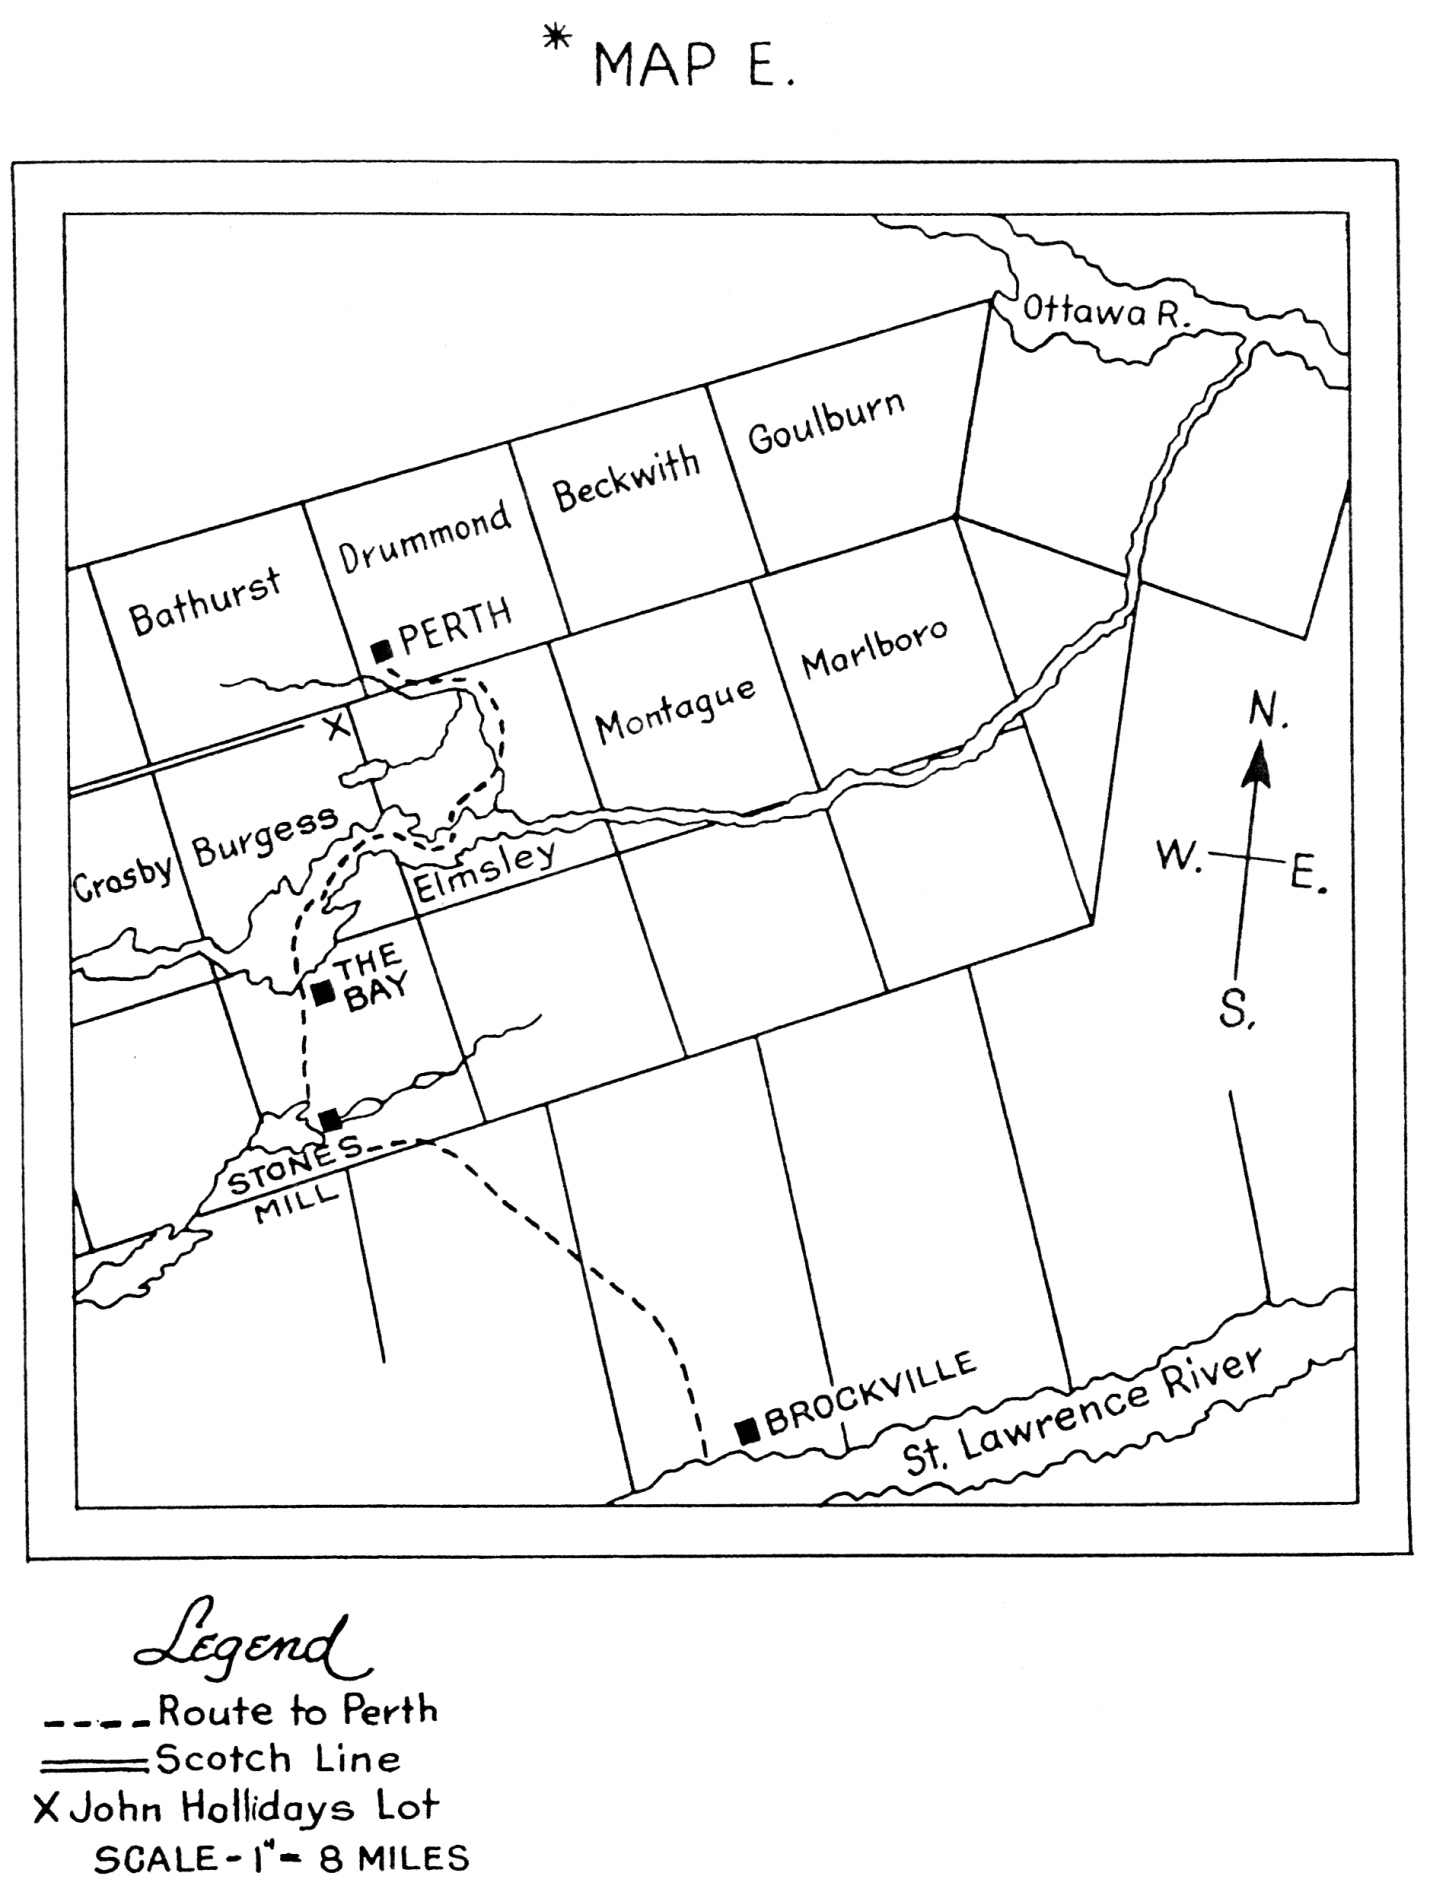 * MAP E.
Ottawa R.
Goulburn
Beckwith
Drummond
Bathurst
PERTH
Marlboro
Montague
X
N.
W. E.
S.
Burgess
Crosby
Elmsley
THE
BAY
STONES
MILL
BROCKVILLE
St. Lawrence River
Legend
---- Route to Perth
Scotch Line
X John Hollidays Lot
SCALE - 1" = 8 MILES